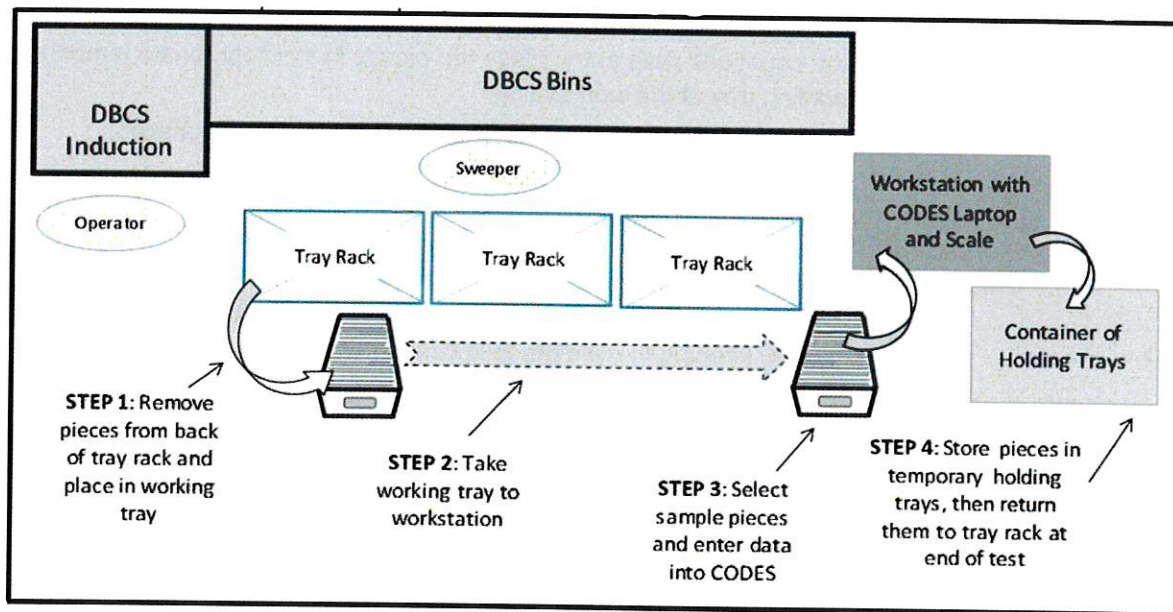 DBCS Bins
DBCS
Induction
Sweeper
Operator
Workstation with
CODES Laptop
and Scale
Tray Rack
Tray Rack
Tray Rack
Container of
Holding Trays
STEP 1: Remove
pieces from back
of tray rack and
place in working
tray
STEP 2: Take
working tray to
workstation
STEP 3: Select
sample pieces
and enter data
into CODES
STEP 4: Store pieces in
temporary holding
trays, then return
them to tray rack at
end of test